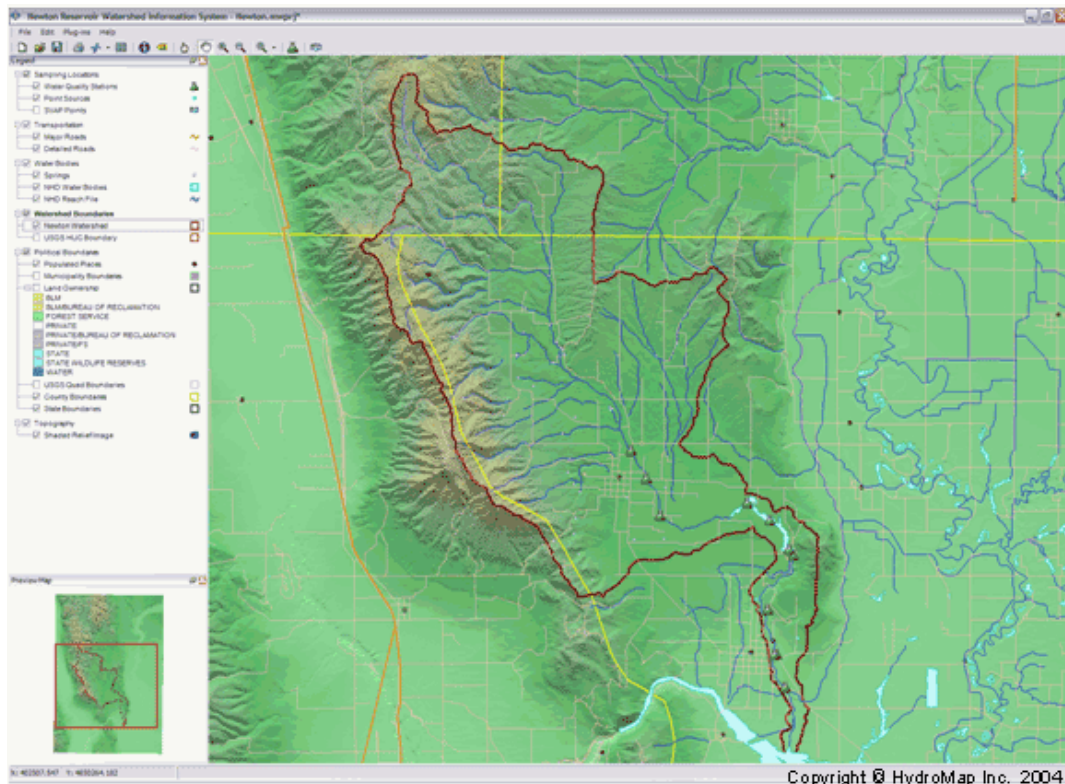 Newton Reservoir Watershed Information System - Newton.mwprj*
File Edit Plug-ins Help
Legend
Sampling Locations
Water Quality Stations
Point Sources
SWAP Points
Transportation
Major Roads
Detailed Roads
Water Bodies
Springs
NHD Water Bodies
NHD Reach File
Watershed Boundaries
Newton Watershed
USGS HUC Boundary
Political Boundaries
Populated Places
Municipality Boundaries
Land Ownership
BLM
BLM/BUREAU OF RECLAMATION
FOREST SERVICE
PRIVATE
PRIVATE/BUREAU OF RECLAMATION
PRIVATE/FS
STATE
STATE WILDLIFE RESERVES
WATER
USGS Quad Boundaries
County Boundaries
State Boundaries
Topography
Shaded Relief Image
Preview Map
Copyright © HydroMap Inc. 2004